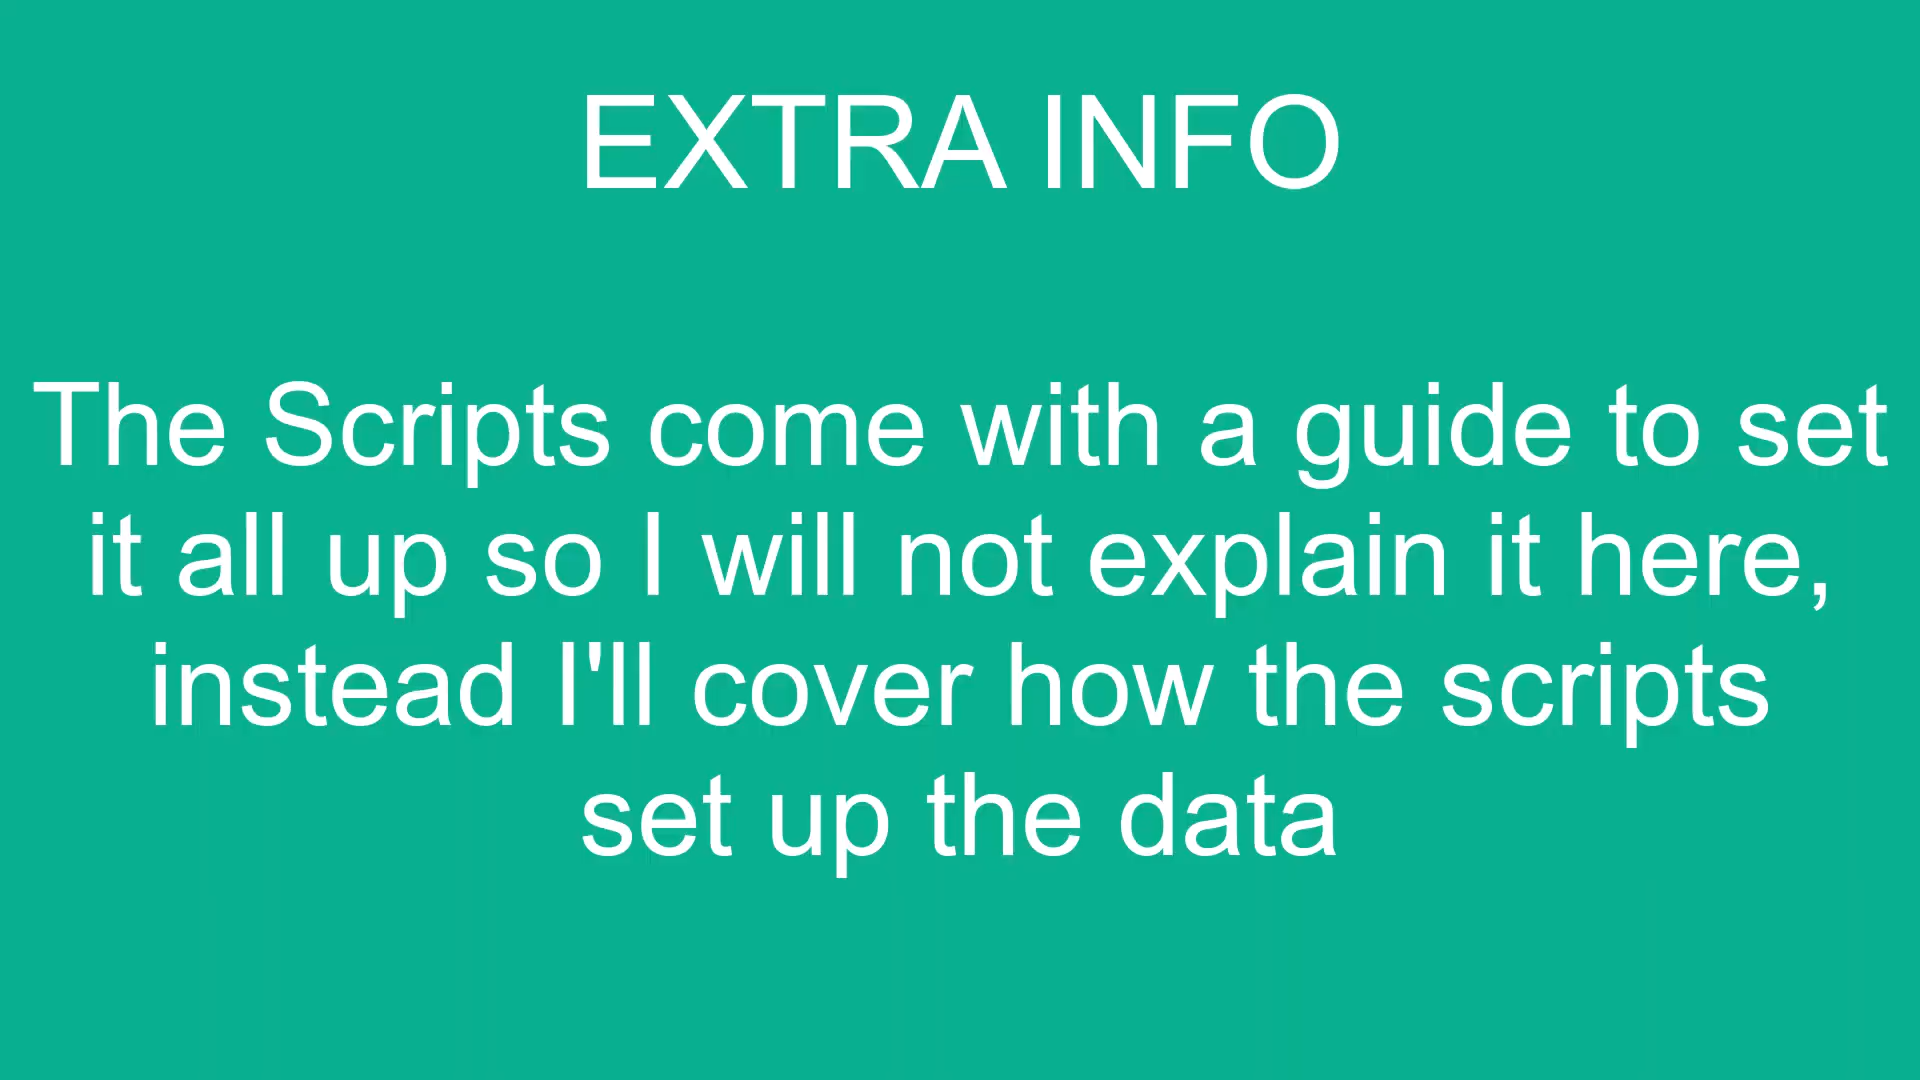 EXTRA INFO
The Scripts come with a guide to set
it all up so I will not explain it here,
instead I'll cover how the scripts
set up the data